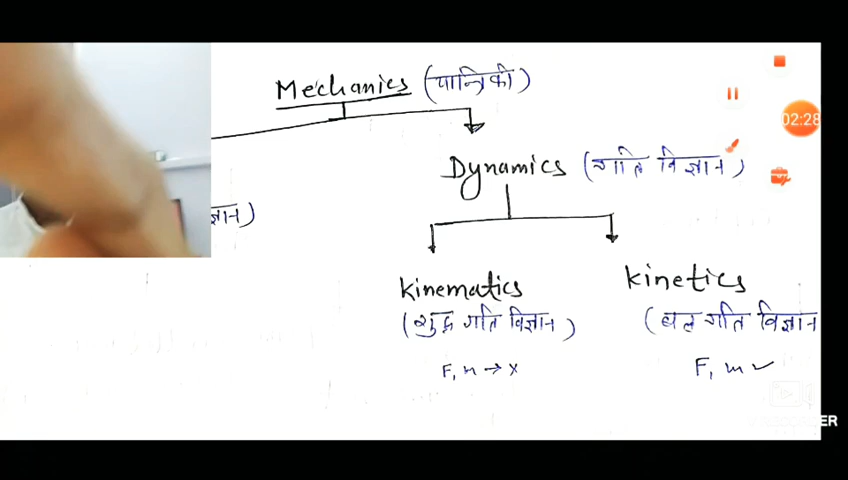 Mechanics (यान्त्रिकी)
02:28
Dynamics (गति विज्ञान)
ज्ञान)
Kinematics
(शुद्ध गति विज्ञान)
F, m → x
Kinetics
(बल गति विज्ञान
F, m ✓